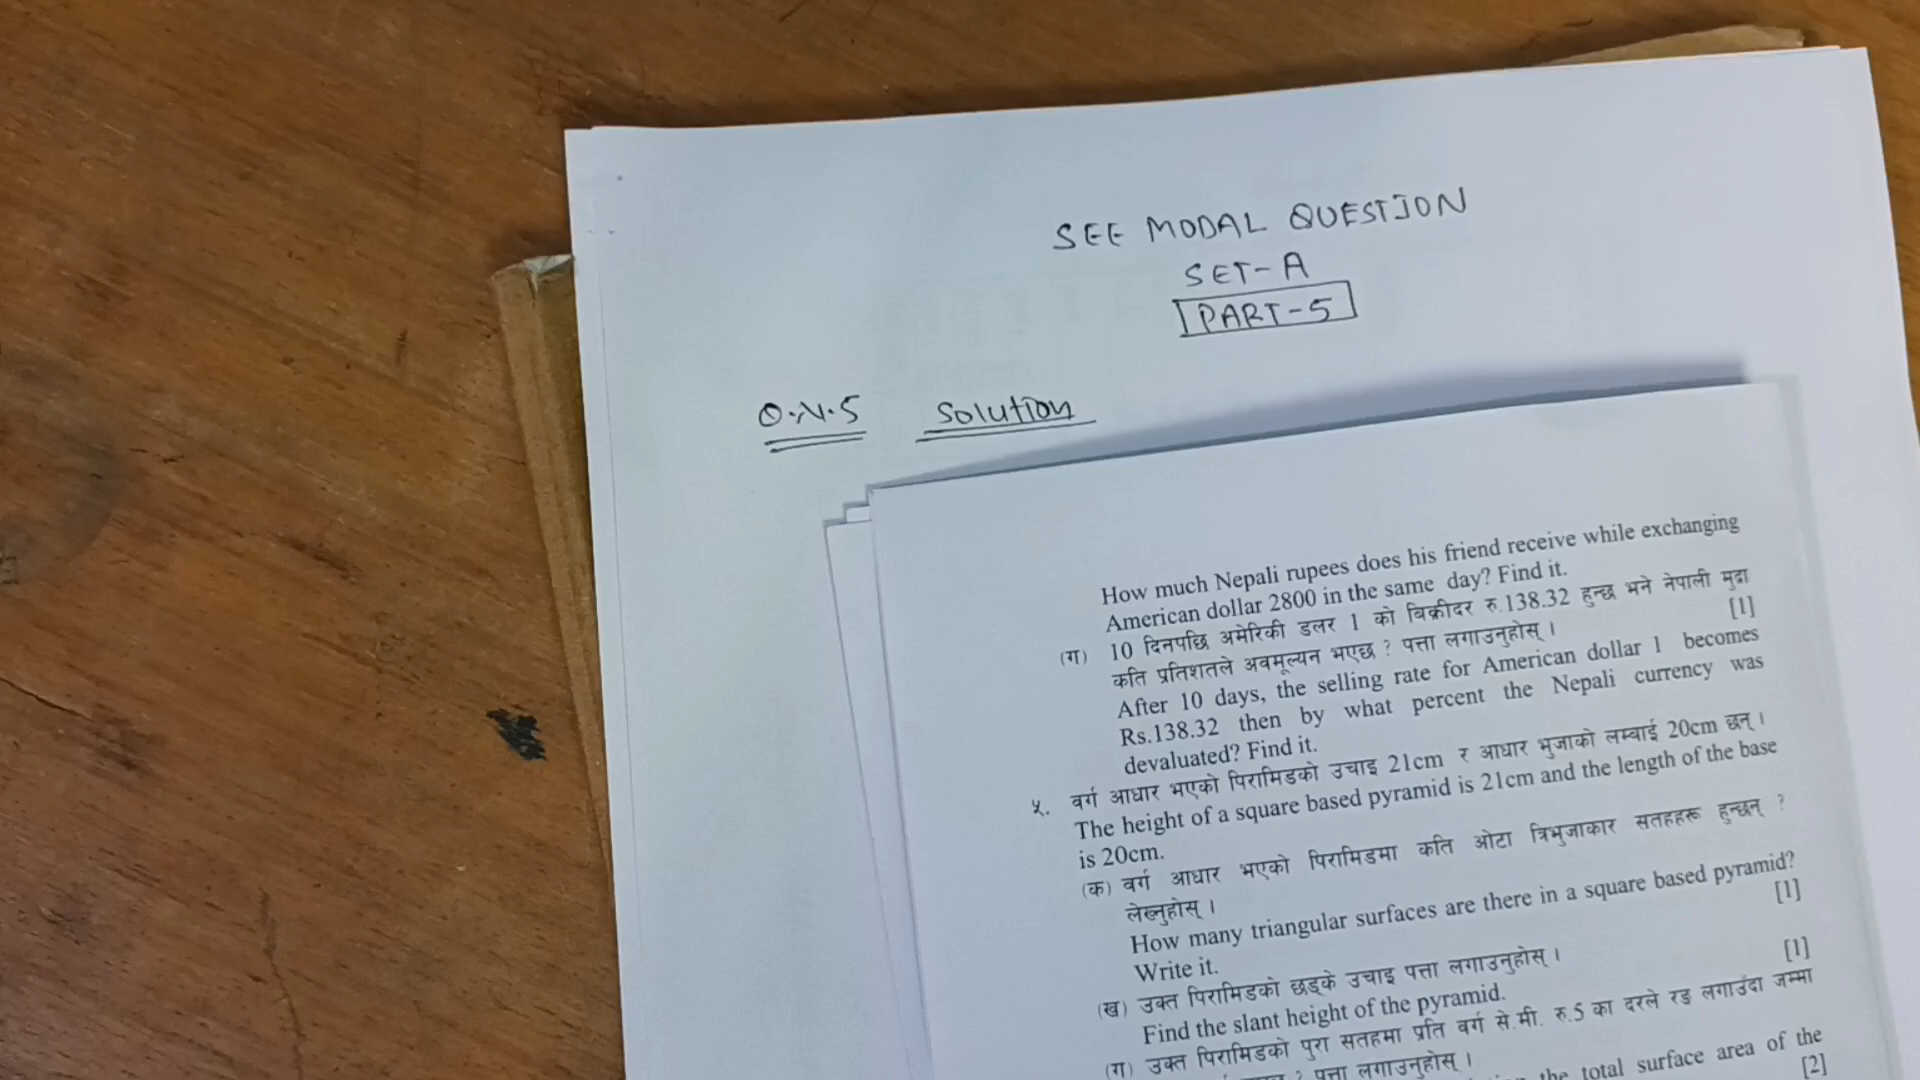 SEE MODAL QUESTION
SET-A
PART-5
Q.N.5 Solution
How much Nepali rupees does his friend receive while exchanging
American dollar 2800 in the same day? Find it.
(ग) 10 दिनपछि अमेरिकी डलर 1 को बिक्रीदर रु.138.32 हुन्छ भने नेपाली मुद्रा
कति प्रतिशतले अवमूल्यन भएछ ? पत्ता लगाउनुहोस् । [1]
After 10 days, the selling rate for American dollar 1 becomes
Rs.138.32 then by what percent the Nepali currency was
devaluated? Find it.
५. वर्ग आधार भएको पिरामिडको उचाइ 21cm र आधार भुजाको लम्बाई 20cm छन् ।
The height of a square based pyramid is 21cm and the length of the base
is 20cm.
(क) वर्ग आधार भएको पिरामिडमा कति ओटा त्रिभुजाकार सतहहरू हुन्छन् ?
लेख्नुहोस् ।
How many triangular surfaces are there in a square based pyramid?
Write it. [1]
(ख) उक्त पिरामिडको छड्के उचाइ पत्ता लगाउनुहोस् ।
Find the slant height of the pyramid. [1]
(ग) उक्त पिरामिडको पुरा सतहमा प्रति वर्ग से.मी. रु.5 का दरले रङ लगाउँदा जम्मा
? पत्ता लगाउनुहोस् ।
the total surface area of the
[2]